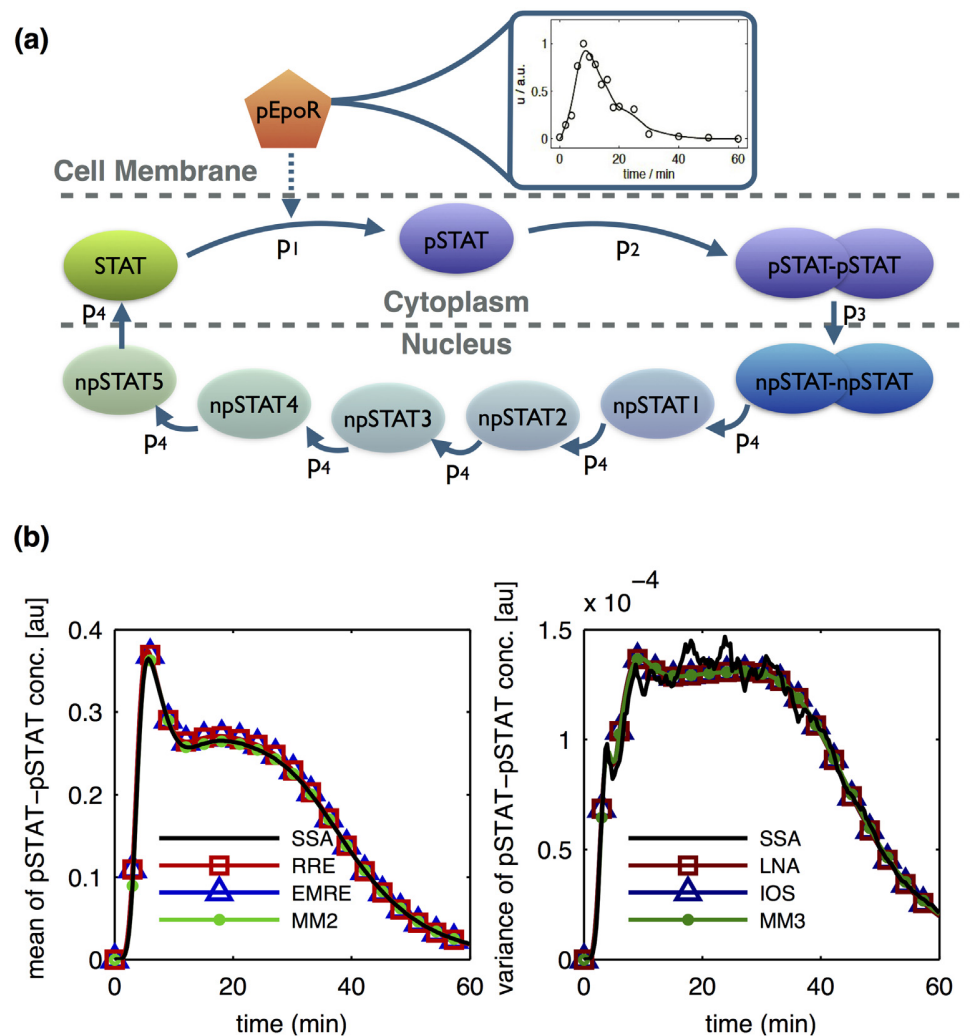 (a)
pEpoR
u / a.u.
1
0.5
0
0
20
40
60
time / min
Cell Membrane
STAT
p1
pSTAT
p2
pSTAT-pSTAT
Cytoplasm
p4
p3
Nucleus
npSTAT5
npSTAT4
npSTAT3
npSTAT2
npSTAT1
npSTAT-npSTAT
p4
p4
p4
p4
p4
(b)
mean of pSTAT-pSTAT conc. [au]
0.4
0.3
0.2
0.1
0
SSA
RRE
EMRE
MM2
0
20
40
60
time (min)
variance of pSTAT-pSTAT conc. [au]
x 10 -4
1.5
1
0.5
0
SSA
LNA
IOS
MM3
0
20
40
60
time (min)